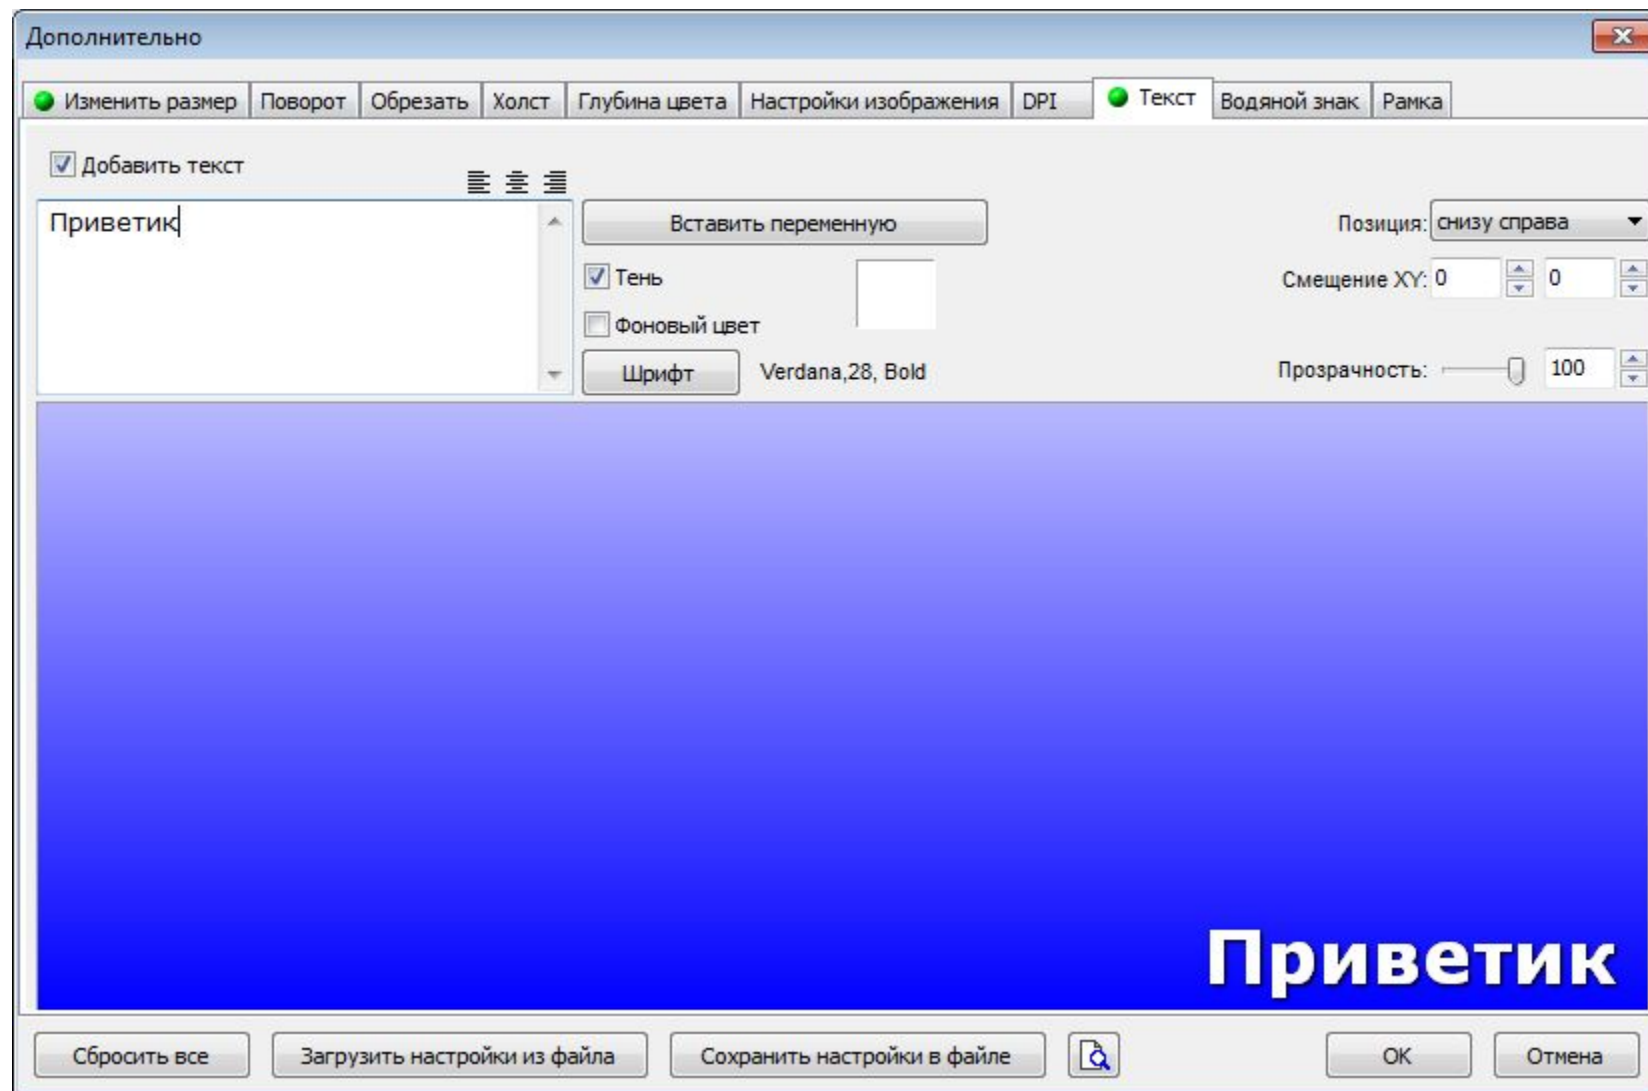 Дополнительно
Изменить размер Поворот Обрезать Холст Глубина цвета Настройки изображения DPI Текст Водяной знак Рамка
Добавить текст
Приветик
Вставить переменную
Позиция: снизу справа
Тень
Смещение XY: 0 0
Фоновый цвет
Шрифт Verdana,28, Bold
Прозрачность: 100
Приветик
Сбросить все Загрузить настройки из файла Сохранить настройки в файле OK Отмена